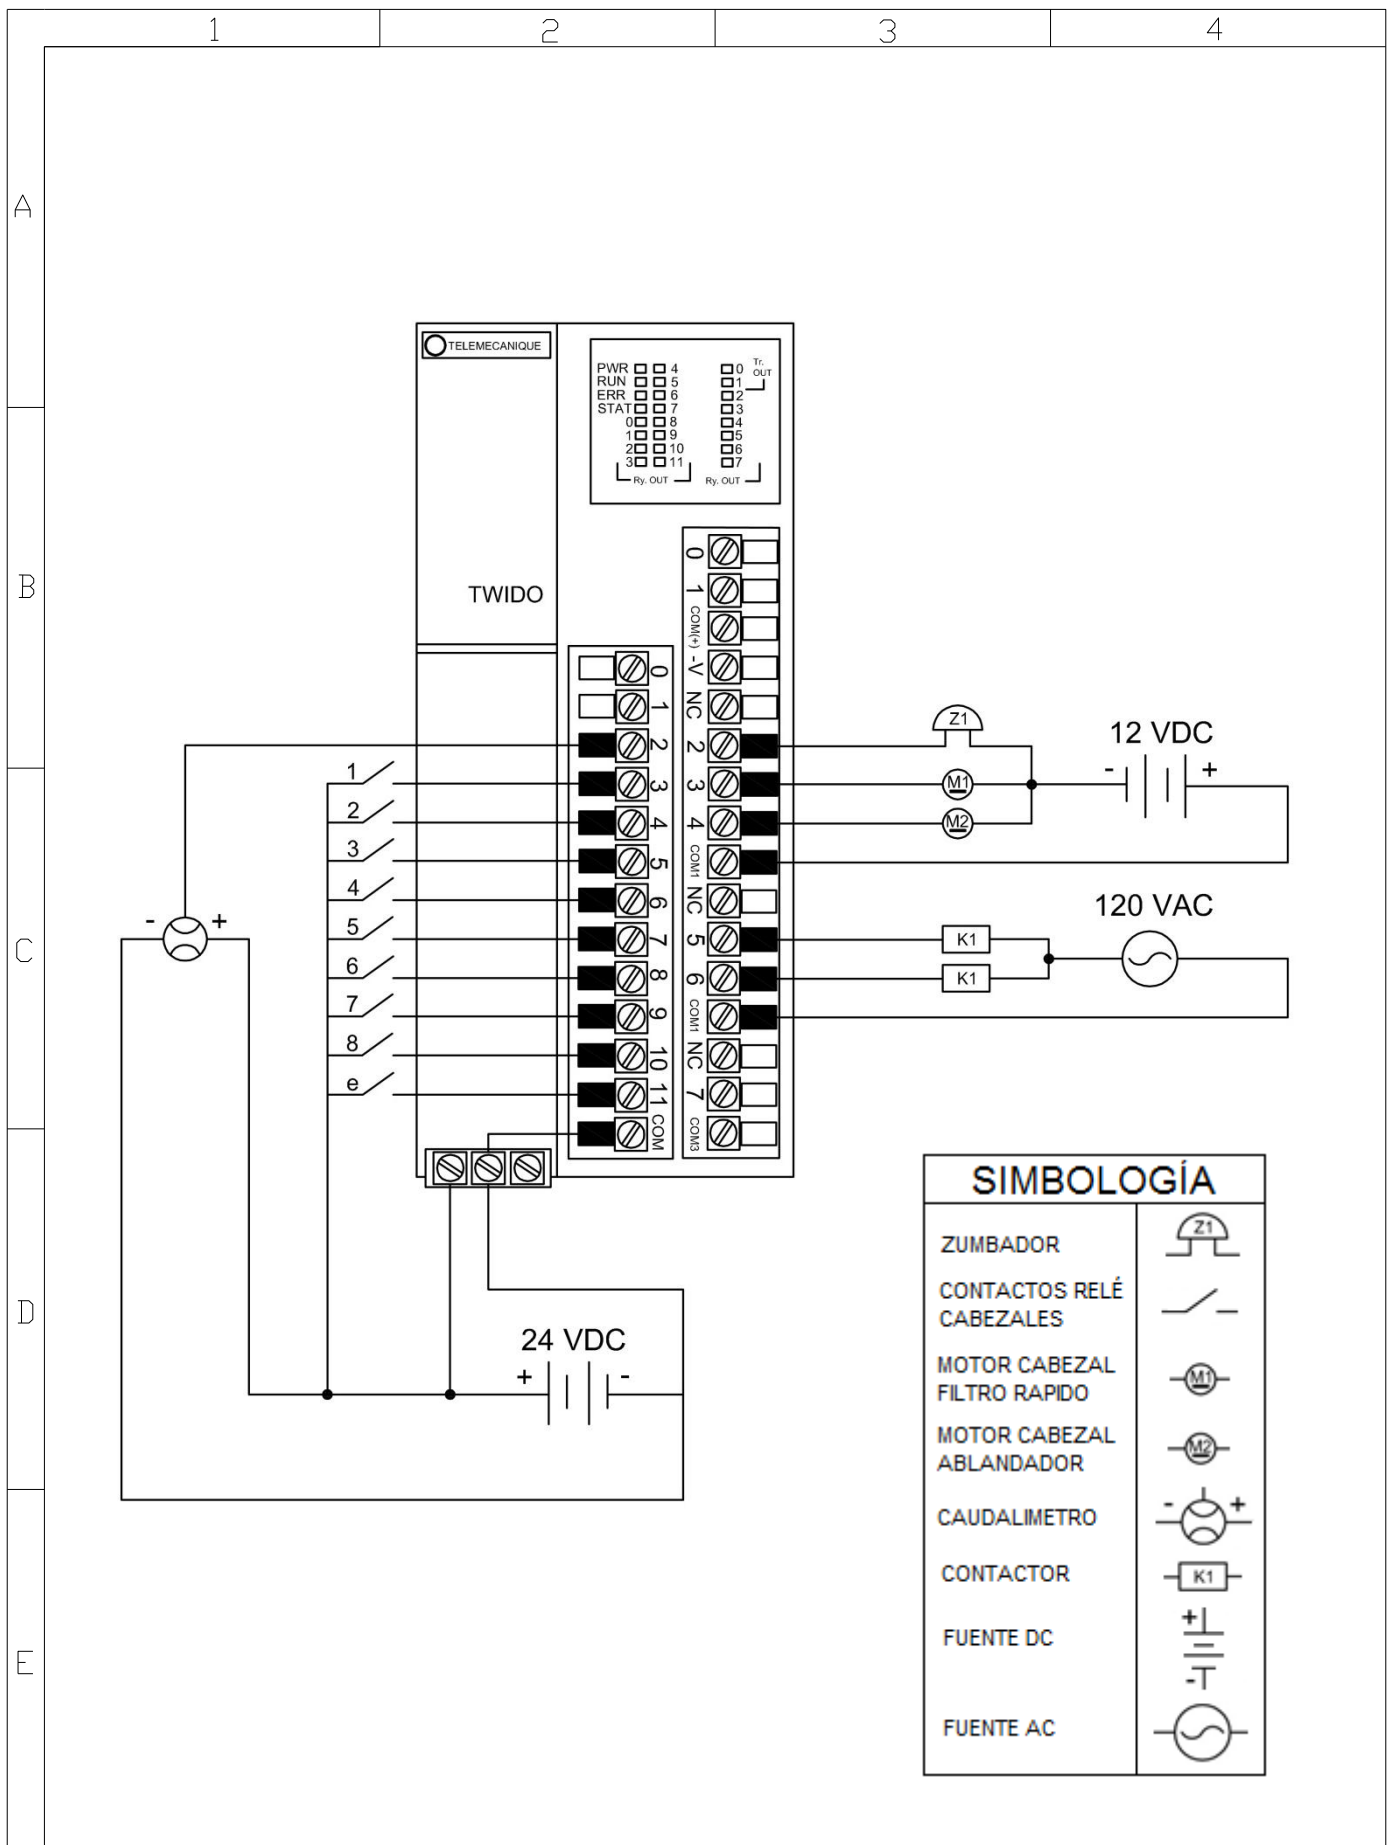 1 2 3 4
A
B
C
D
E
TELEMECANIQUE
TWIDO
PWR 4 0 Tr.
RUN 5 1 OUT
ERR 6 2
STAT 7 3
0 8 4
1 9 5
2 10 6
3 11 7
Ry. OUT Ry. OUT
0
1
COM(+)
-V
NC
2
3
4
COM1
NC
5
6
COM1
NC
7
COM3
0
1
2
3
4
5
6
7
8
9
10
11
COM
1
2
3
4
5
6
7
8
e
- +
Z1
M1
M2
12 VDC
- +
120 VAC
K1
K1
24 VDC
+ -
SIMBOLOGÍA
ZUMBADOR Z1
CONTACTOS RELÉ
CABEZALES
MOTOR CABEZAL
FILTRO RAPIDO M1
MOTOR CABEZAL
ABLANDADOR M2
CAUDALIMETRO - +
CONTACTOR K1
FUENTE DC + -
FUENTE AC